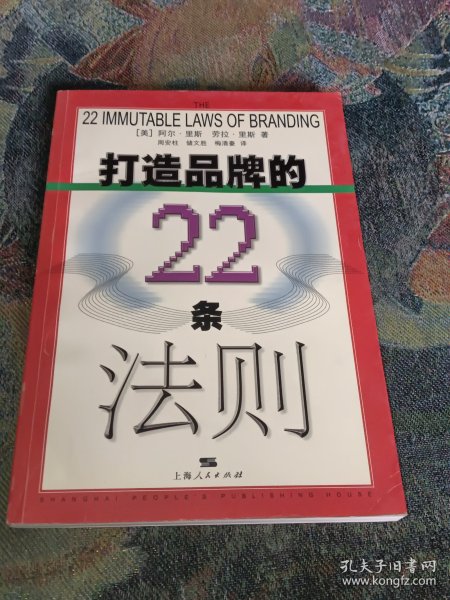 THE
22 IMMUTABLE LAWS OF BRANDING
[美] 阿尔·里斯 劳拉·里斯 著
周安柱 储文胜 梅清豪 译
打造品牌的
22
条
法则
上海人民出版社
SHANGHAI PEOPLE'S PUBLISHING HOUSE
孔夫子旧书网
www.kongfz.com